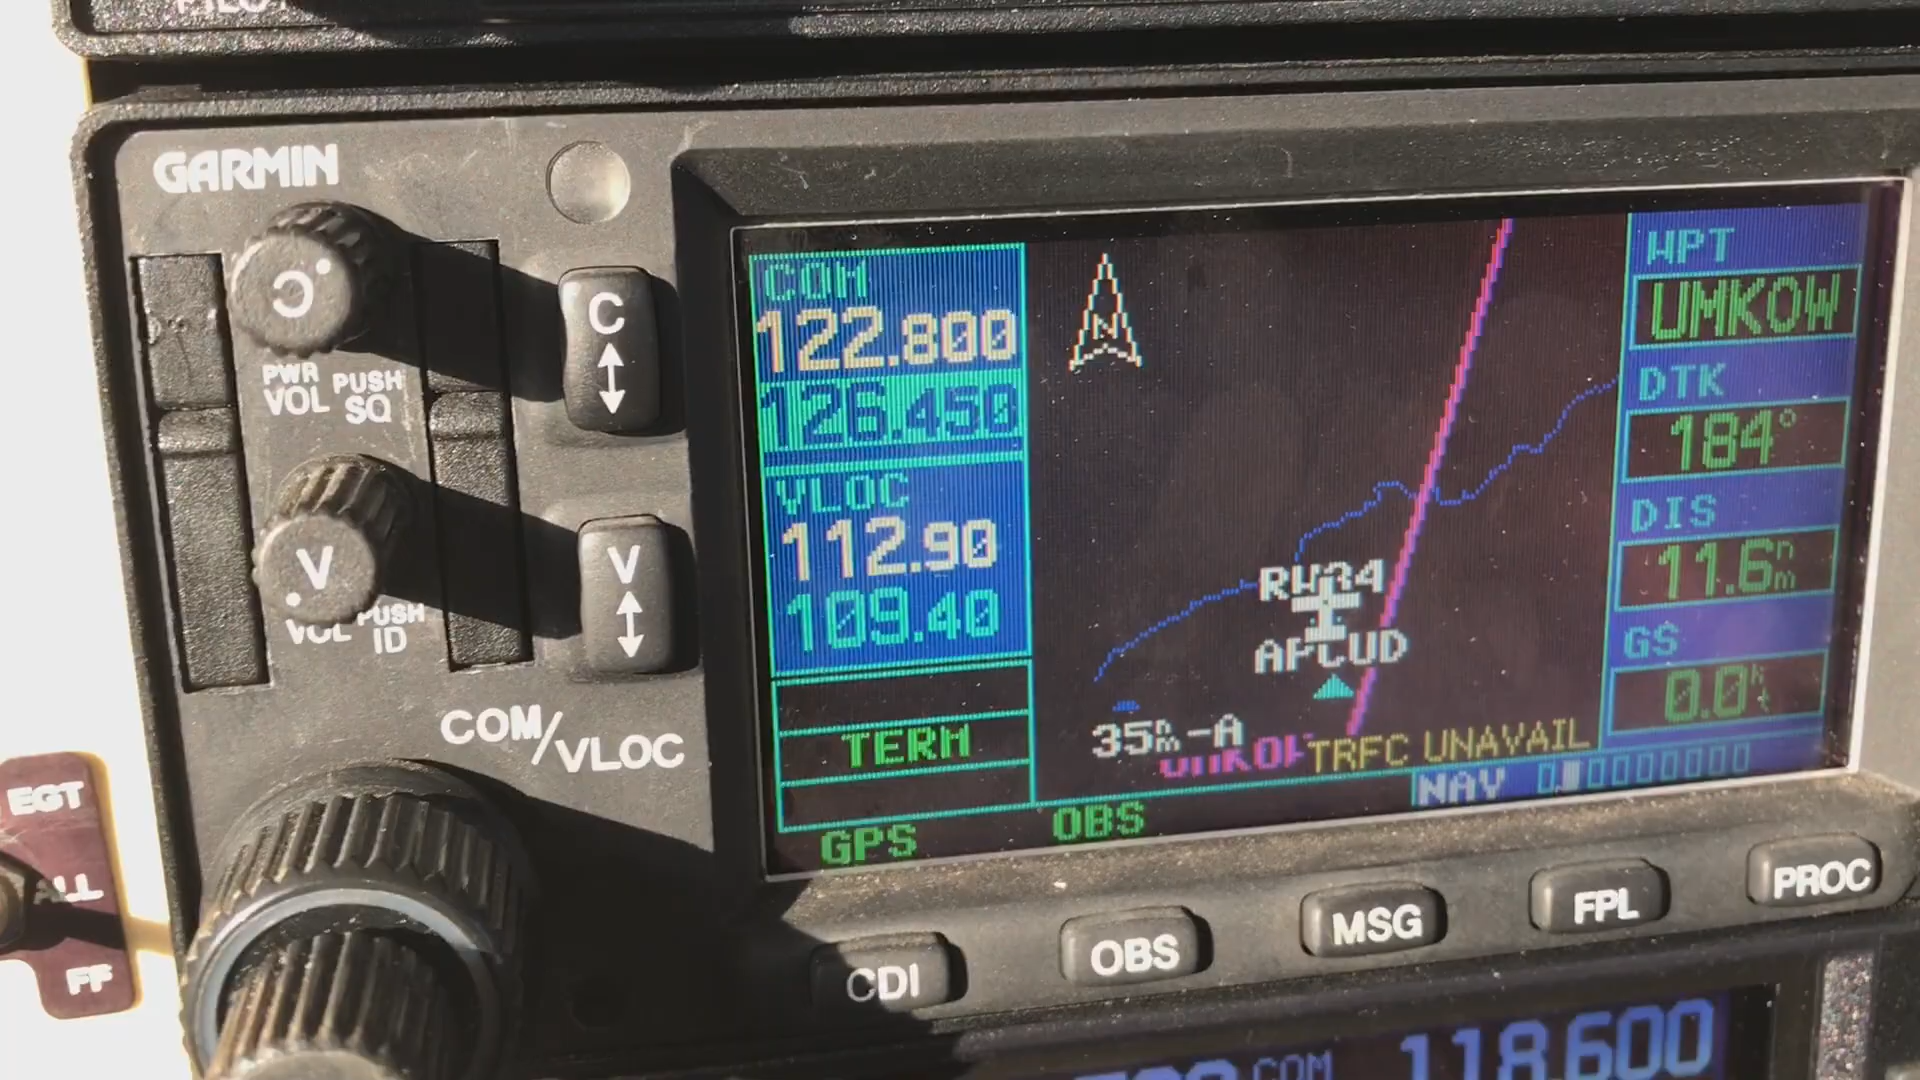 PILOT
GARMIN
C
PWR
VOL
PUSH
SQ
C
V
VOL
PUSH
ID
V
COM/VLOC
EGT
ALL
FF
COM
122.800
126.450
VLOC
112.90
109.40
TERM
GPS
OBS
N
RW34
35nm-A
TRFC UNAVAIL
NAV
WPT
UMKOW
DTK
184°
DIS
11.6nm
GS
0.0kt
CDI
OBS
MSG
FPL
PROC
COM
118.600